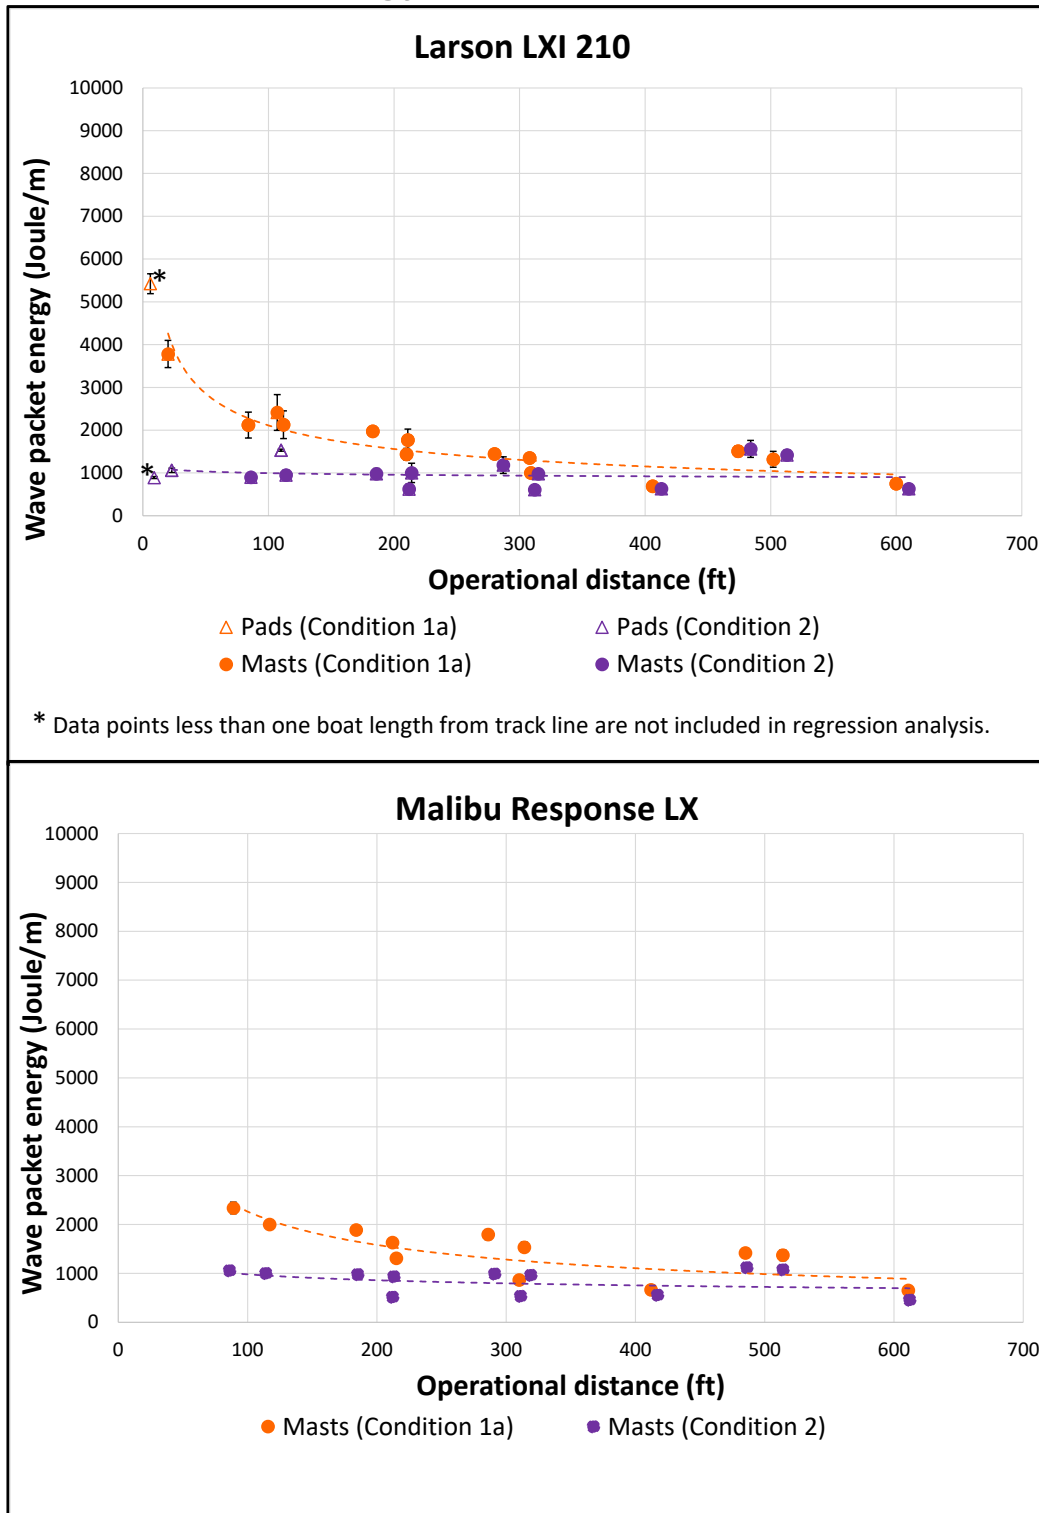 Larson LXI 210
10000
9000
8000
7000
6000
5000
4000
3000
2000
1000
0
Wave packet energy (Joule/m)
*
*
0 100 200 300 400 500 600 700
Operational distance (ft)
Pads (Condition 1a) Pads (Condition 2)
Masts (Condition 1a) Masts (Condition 2)
* Data points less than one boat length from track line are not included in regression analysis.
Malibu Response LX
10000
9000
8000
7000
6000
5000
4000
3000
2000
1000
0
Wave packet energy (Joule/m)
0 100 200 300 400 500 600 700
Operational distance (ft)
Masts (Condition 1a) Masts (Condition 2)